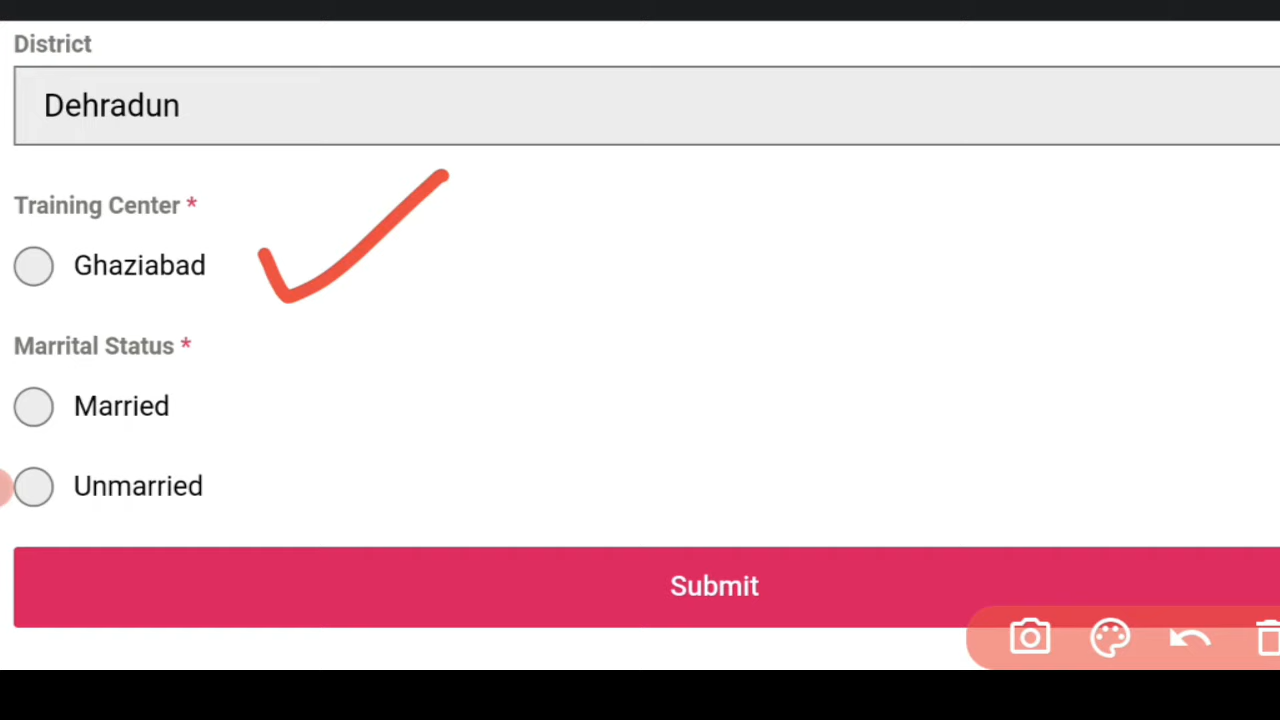 District
Dehradun
Training Center *
Ghaziabad
Marrital Status *
Married
Unmarried
Submit